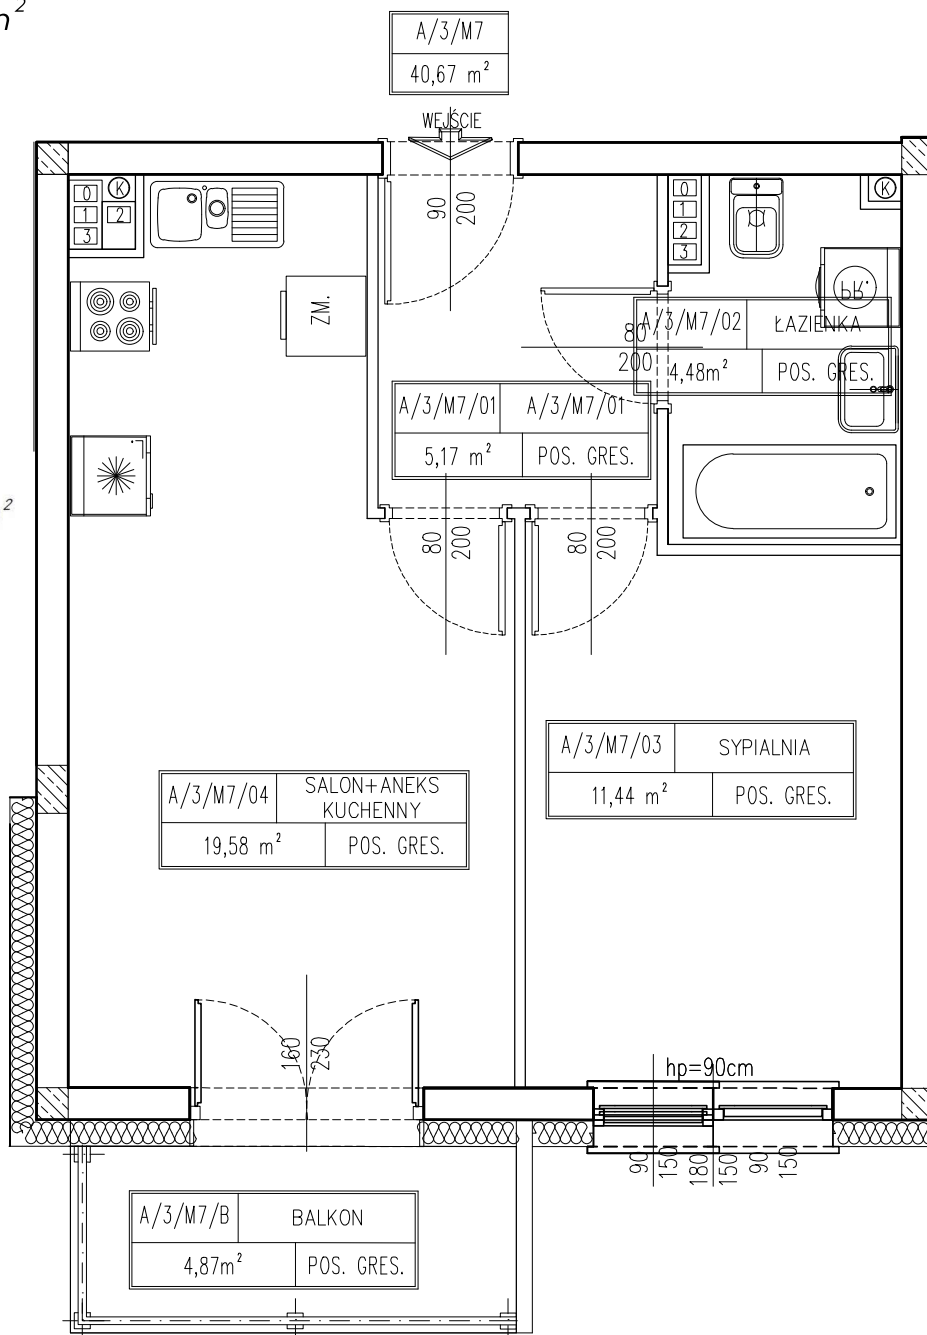 m²
A/3/M7
40,67 m²
WEJŚCIE
90
200
0
1
2
3
K
0
1
2
3
K
ZM.
PR.
80
200
A/3/M7/02 ŁAZIENKA
4,48m² POS. GRES.
A/3/M7/01 A/3/M7/01
5,17 m² POS. GRES.
2
80
200
80
200
A/3/M7/03 SYPIALNIA
11,44 m² POS. GRES.
A/3/M7/04 SALON+ANEKS
KUCHENNY
19,58 m² POS. GRES.
160
230
hp=90cm
90
150
180
150
90
150
A/3/M7/B BALKON
4,87m² POS. GRES.